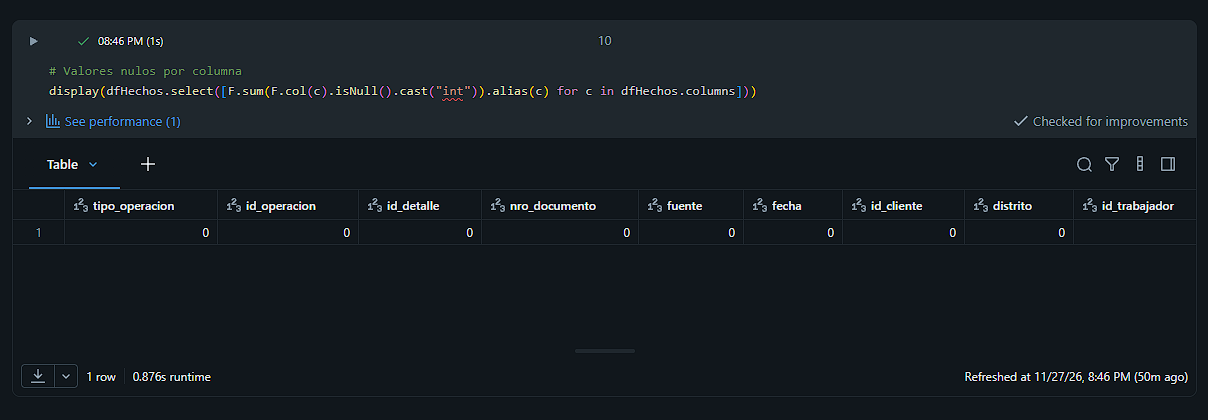 08:46 PM (1s) 10
# Valores nulos por columna
display(dfHechos.select([F.sum(F.col(c).isNull().cast("int")).alias(c) for c in dfHechos.columns]))
See performance (1) Checked for improvements
Table
tipo_operacion id_operacion id_detalle nro_documento fuente fecha id_cliente distrito id_trabajador
1 0 0 0 0 0 0 0 0
1 row 0.876s runtime Refreshed at 11/27/26, 8:46 PM (50m ago)